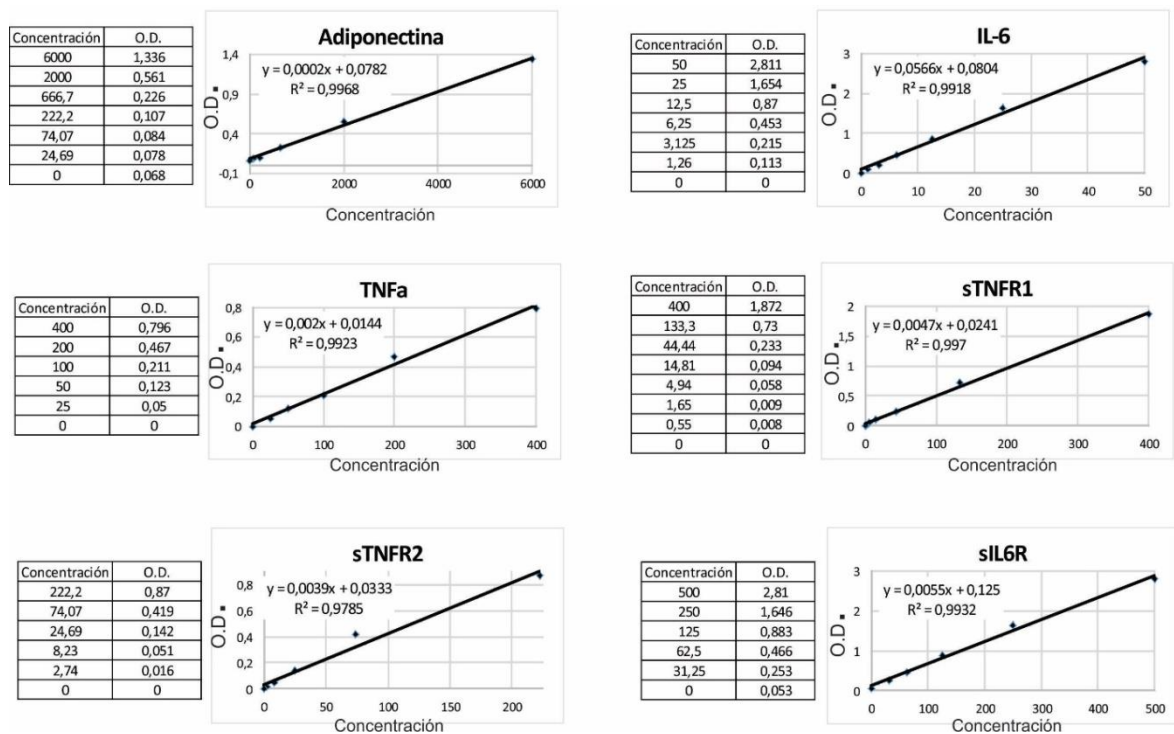 Concentración O.D.
6000 1,336
2000 0,561
666,7 0,226
222,2 0,107
74,07 0,084
24,69 0,078
0 0,068
Adiponectina
y = 0,0002x + 0,0782
R² = 0,9968
1,4
0,9
0,4
-0,1
0 2000 4000 6000
O.D.
Concentración
Concentración O.D.
50 2,811
25 1,654
12,5 0,87
6,25 0,453
3,125 0,215
1,26 0,113
0 0
IL-6
y = 0,0566x + 0,0804
R² = 0,9918
3
2
1
0
0 10 20 30 40 50
O.D.
Concentración
Concentración O.D.
400 0,796
200 0,467
100 0,211
50 0,123
25 0,05
0 0
TNFa
y = 0,002x + 0,0144
R² = 0,9923
0,8
0,6
0,4
0,2
0
0 100 200 300 400
O.D.
Concentración
Concentración O.D.
400 1,872
133,3 0,73
44,44 0,233
14,81 0,094
4,94 0,058
1,65 0,009
0,55 0,008
0 0
sTNFR1
y = 0,0047x + 0,0241
R² = 0,997
2
1,5
1
0,5
0
0 100 200 300 400
O.D.
Concentración
Concentración O.D.
222,2 0,87
74,07 0,419
24,69 0,142
8,23 0,051
2,74 0,016
0 0
sTNFR2
y = 0,0039x + 0,0333
R² = 0,9785
0,8
0,6
0,4
0,2
0
0 50 100 150 200
O.D.
Concentración
Concentración O.D.
500 2,81
250 1,646
125 0,883
62,5 0,466
31,25 0,253
0 0,053
sIL6R
y = 0,0055x + 0,125
R² = 0,9932
3
2
1
0
0 100 200 300 400 500
O.D.
Concentración